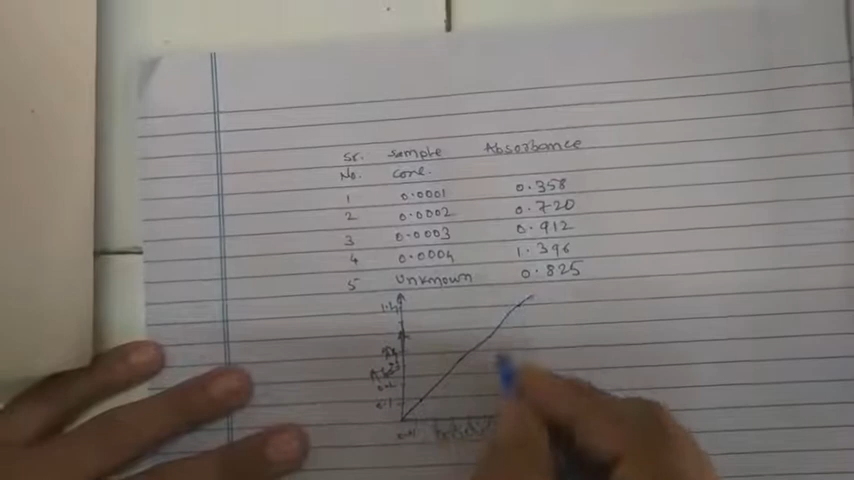 Sr. Sample Absorbance
No. conc.
1 0.0001 0.358
2 0.0002 0.720
3 0.0003 0.912
4 0.0004 1.396
5 Unknown 0.825